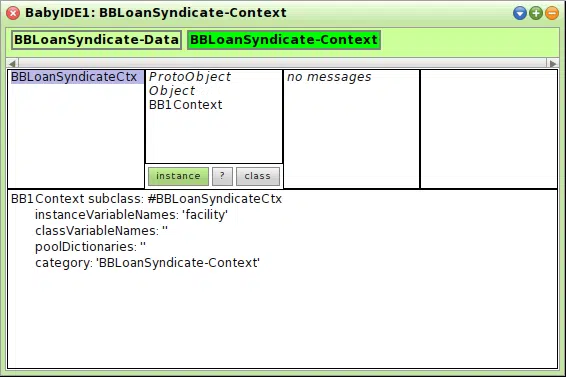 BabyIDE1: BBLoanSyndicate-Context
BBLoanSyndicate-Data BBLoanSyndicate-Context
BBLoanSyndicateCtx
ProtoObject
Object
BB1Context
no messages
instance ? class
BB1Context subclass: #BBLoanSyndicateCtx
instanceVariableNames: 'facility'
classVariableNames: ''
poolDictionaries: ''
category: 'BBLoanSyndicate-Context'